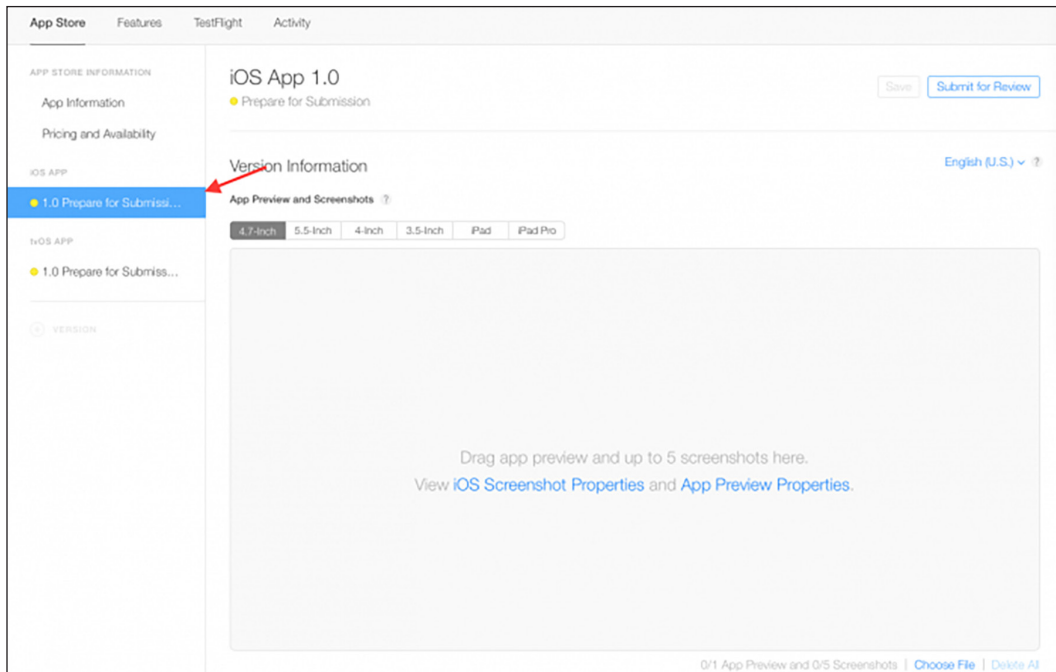 App Store Features TestFlight Activity
APP STORE INFORMATION
App Information
Pricing and Availability
iOS APP
1.0 Prepare for Submissi...
tvOS APP
1.0 Prepare for Submiss...
+ VERSION
iOS App 1.0
Prepare for Submission
Save Submit for Review
Version Information
English (U.S.) ?
App Preview and Screenshots ?
4.7-Inch 5.5-Inch 4-Inch 3.5-Inch iPad iPad Pro
Drag app preview and up to 5 screenshots here.
View iOS Screenshot Properties and App Preview Properties.
0/1 App Preview and 0/5 Screenshots | Choose File | Delete All